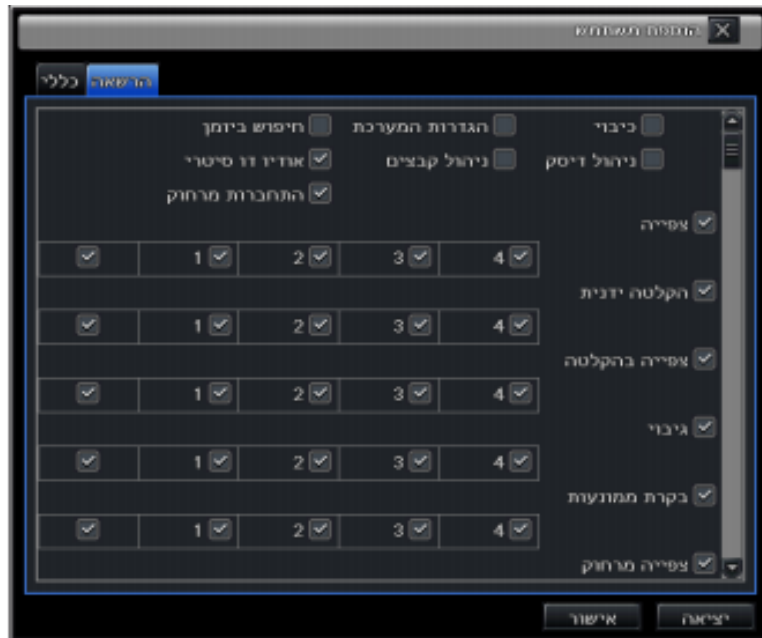 הוספת משתמש
כללי הרשאה
כיבוי הגדרות המערכת חיפוש ביומן
ניהול דיסק ניהול קבצים אודיו דו סיטרי
התחברות מרחוק
צפייה
4 3 2 1
הקלטה ידנית
4 3 2 1
צפייה בהקלטה
4 3 2 1
גיבוי
4 3 2 1
בקרת ממונעות
4 3 2 1
צפייה מרחוק
יציאה אישור